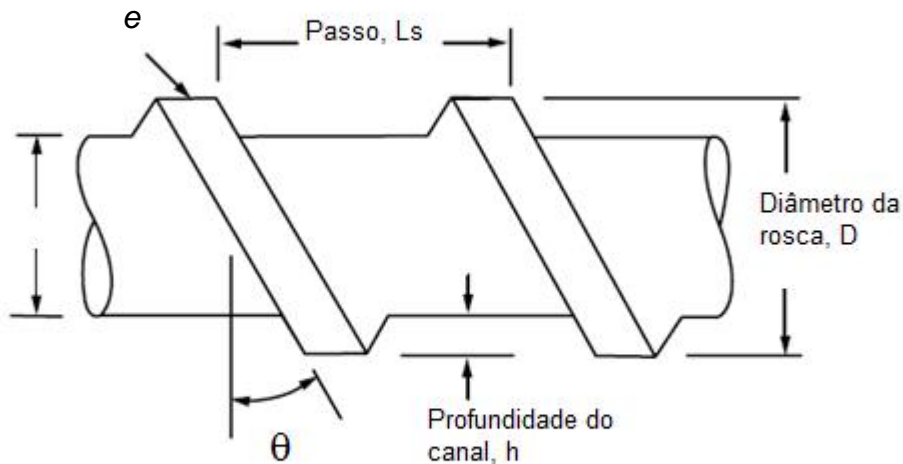 e
Passo, Ls
Diâmetro da
rosca, D
Profundidade do
canal, h
θ